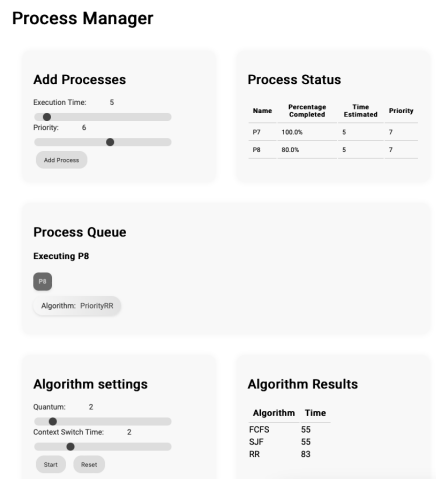 Process Manager
Add Processes
Execution Time: 5
Priority: 6
Add Process
Process Status
Name Percentage Completed Time Estimated Priority
P7 100.0% 5 7
P8 80.0% 5 7
Process Queue
Executing P8
P8
Algorithm: PriorityRR
Algorithm settings
Quantum: 2
Context Switch Time: 2
Start Reset
Algorithm Results
Algorithm Time
FCFS 55
SJF 55
RR 83